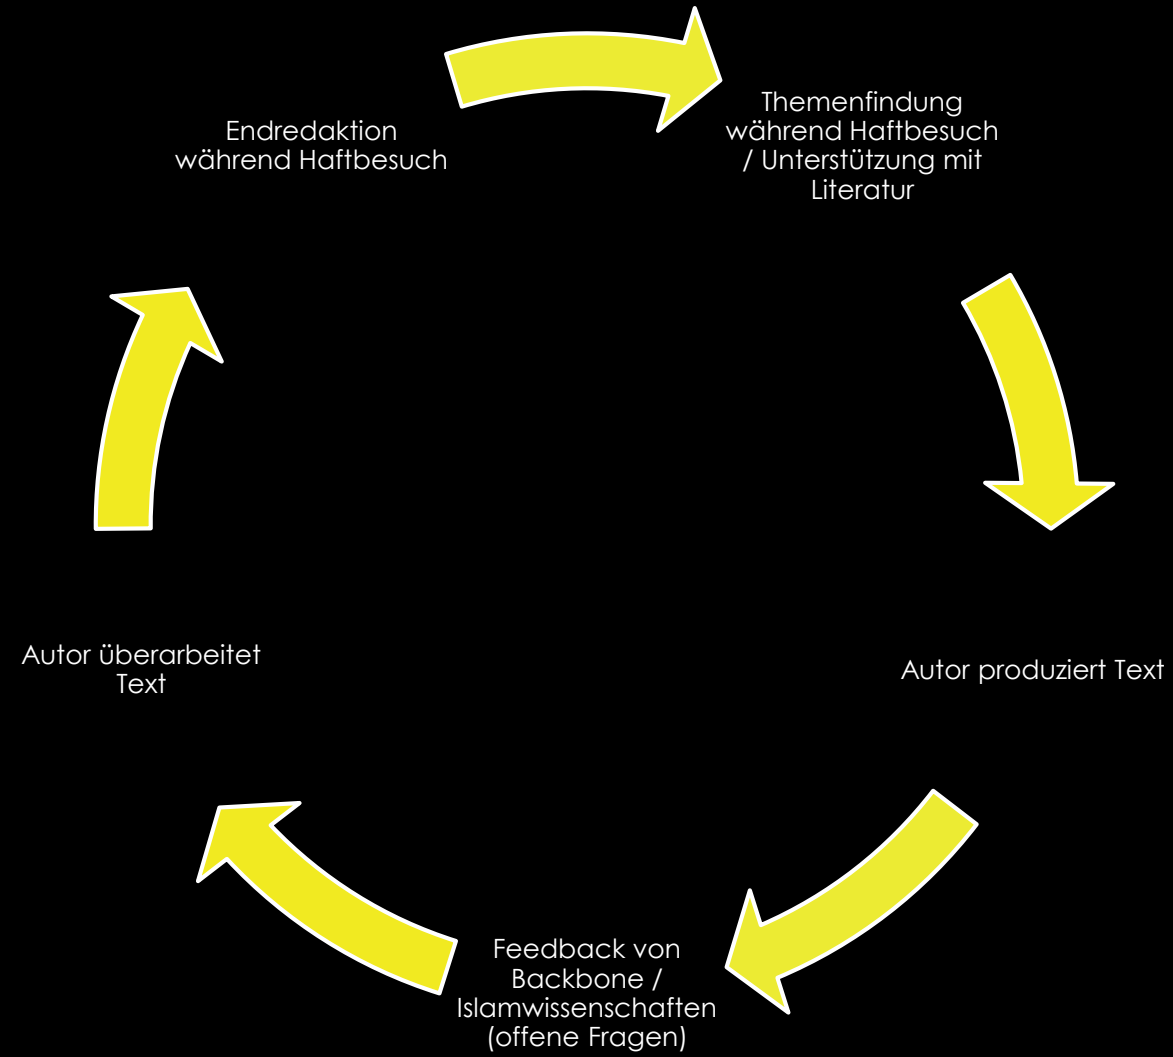 Themenfindung
während Haftbesuch
/ Unterstützung mit
Literatur
Autor produziert Text
Feedback von
Backbone /
Islamwissenschaften
(offene Fragen)
Autor überarbeitet
Text
Endredaktion
während Haftbesuch